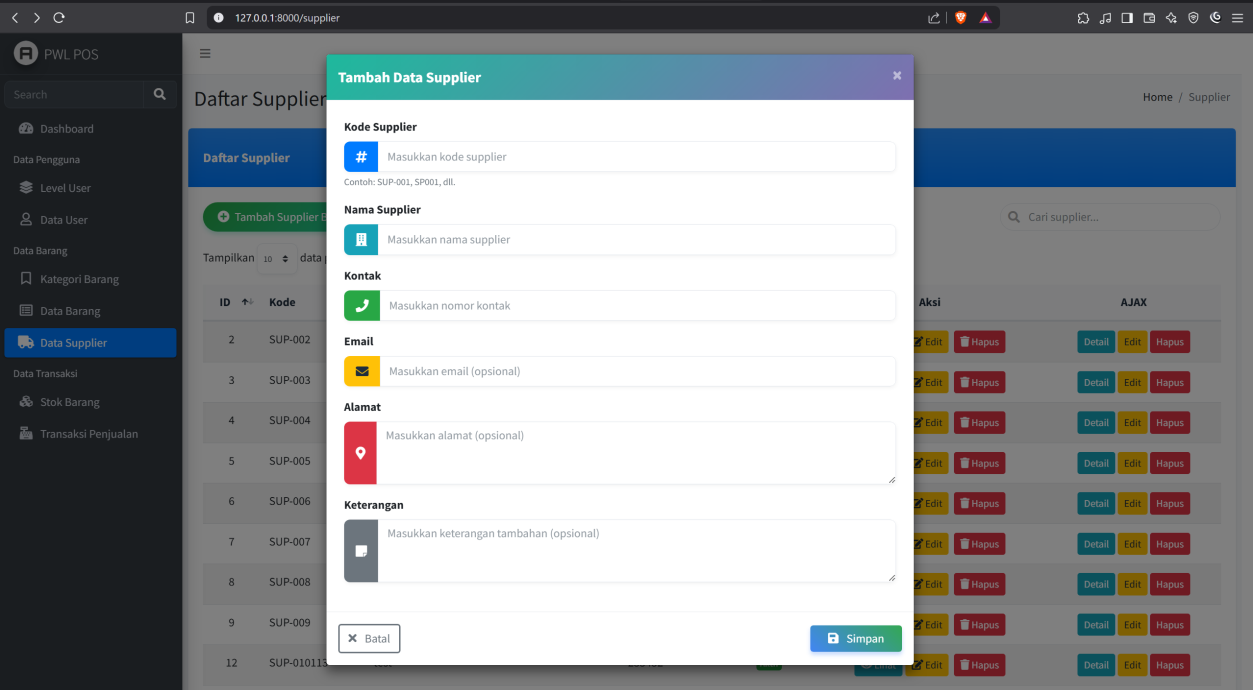 127.0.0.1:8000/supplier
PWL POS
Search
Dashboard
Data Pengguna
Level User
Data User
Data Barang
Kategori Barang
Data Barang
Data Supplier
Data Transaksi
Stok Barang
Transaksi Penjualan
Daftar Supplier
Home / Supplier
Daftar Supplier
Tambah Supplier
Cari supplier...
Tampilkan 10 data
ID Kode Aksi AJAX
2 SUP-002 Edit Hapus Detail Edit Hapus
3 SUP-003 Edit Hapus Detail Edit Hapus
4 SUP-004 Edit Hapus Detail Edit Hapus
5 SUP-005 Edit Hapus Detail Edit Hapus
6 SUP-006 Edit Hapus Detail Edit Hapus
7 SUP-007 Edit Hapus Detail Edit Hapus
8 SUP-008 Edit Hapus Detail Edit Hapus
9 SUP-009 Edit Hapus Detail Edit Hapus
12 SUP-010113 Edit Hapus Detail Edit Hapus
Tambah Data Supplier
×
Kode Supplier
# Masukkan kode supplier
Contoh: SUP-001, SP001, dll.
Nama Supplier
Masukkan nama supplier
Kontak
Masukkan nomor kontak
Email
Masukkan email (opsional)
Alamat
Masukkan alamat (opsional)
Keterangan
Masukkan keterangan tambahan (opsional)
Batal
Simpan